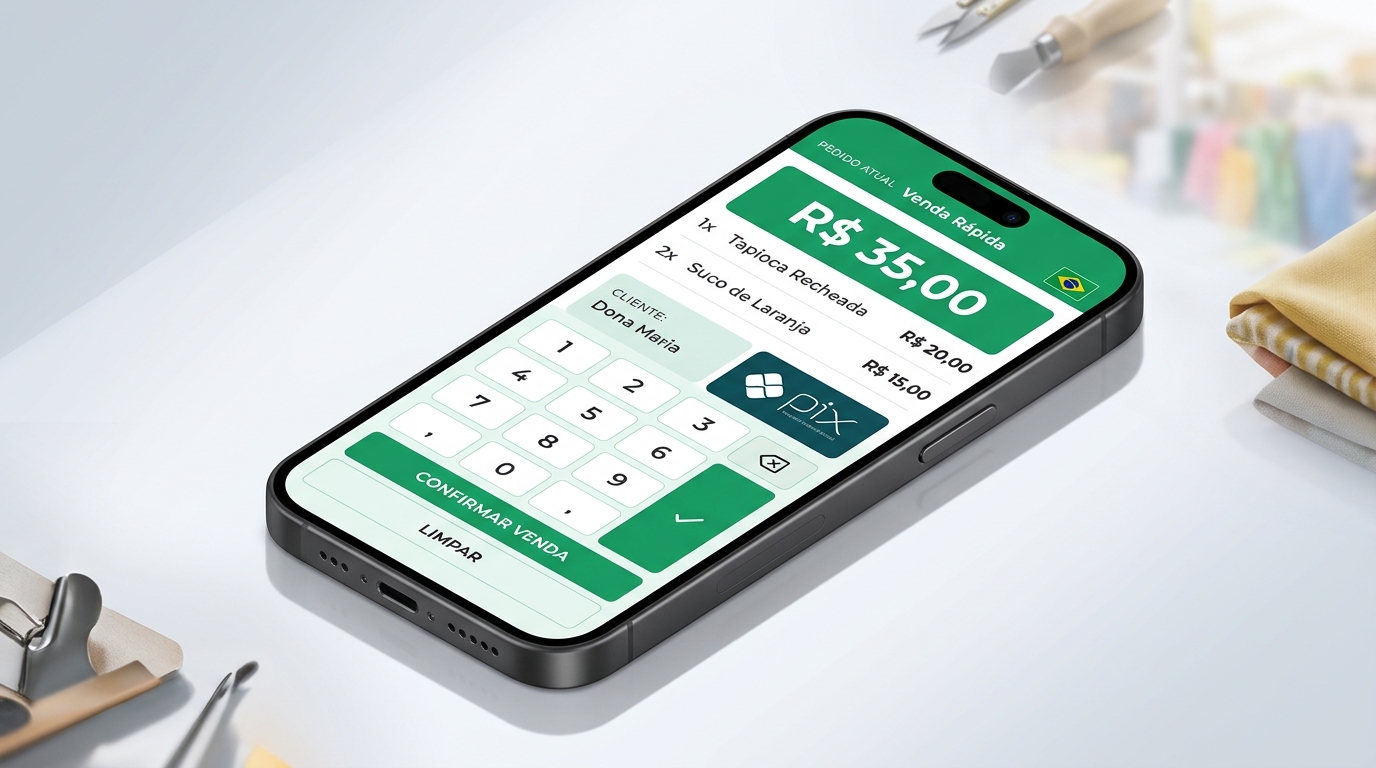 PEDIDO ATUAL
Venda Rápida
R$ 35,00
1x Tapioca Recheada R$ 20,00
2x Suco de Laranja R$ 15,00
CLIENTE:
Dona Maria
pix
1 2 3
4 5 6
7 8 9
, 0 ,
CONFIRMAR VENDA
LIMPAR